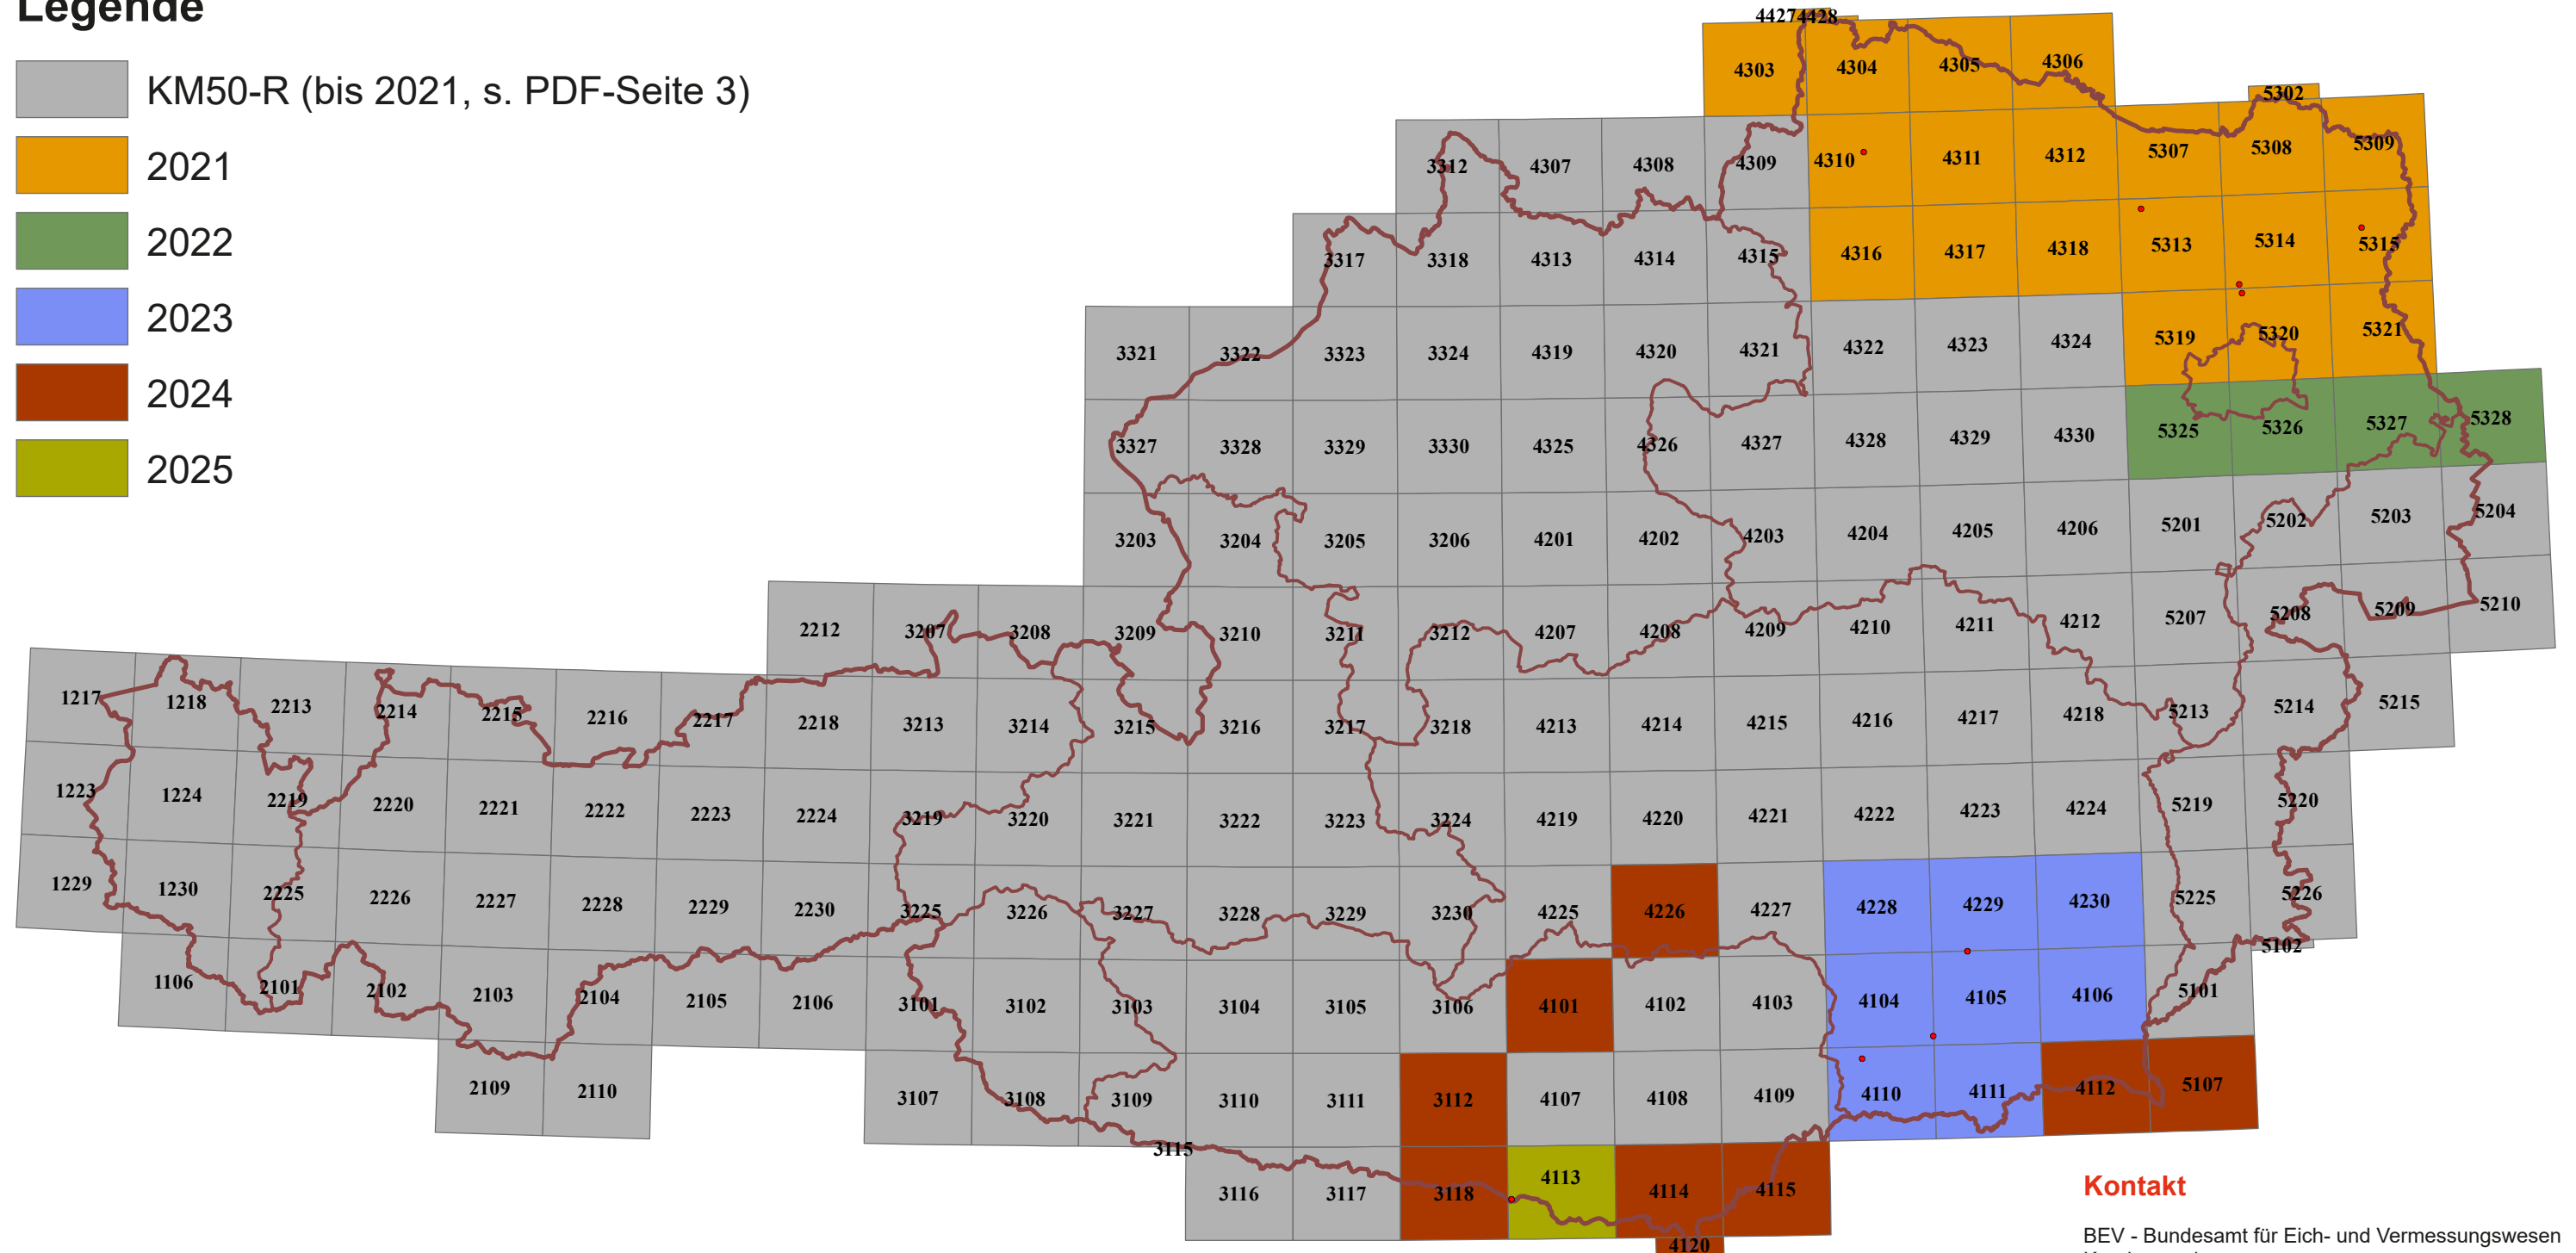 Legende
KM50-R (bis 2021, s. PDF-Seite 3)
2021
2022
2023
2024
2025
4427 4428
4303 4304 4305 4306
5302
3312 4307 4308 4309 4310 4311 4312 5307 5308 5309
3317 3318 4313 4314 4315 4316 4317 4318 5313 5314 5315
3321 3322 3323 3324 4319 4320 4321 4322 4323 4324 5319 5320 5321
3327 3328 3329 3330 4325 4326 4327 4328 4329 4330 5325 5326 5327 5328
3203 3204 3205 3206 4201 4202 4203 4204 4205 4206 5201 5202 5203 5204
2212 3207 3208 3209 3210 3211 3212 4207 4208 4209 4210 4211 4212 5207 5208 5209 5210
1217 1218 2213 2214 2215 2216 2217 2218 3213 3214 3215 3216 3217 3218 4213 4214 4215 4216 4217 4218 5213 5214 5215
1223 1224 2219 2220 2221 2222 2223 2224 3219 3220 3221 3222 3223 3224 4219 4220 4221 4222 4223 4224 5219 5220
1229 1230 2225 2226 2227 2228 2229 2230 3225 3226 3227 3228 3229 3230 4225 4226 4227 4228 4229 4230 5225 5226
5102
1106 2101 2102 2103 2104 2105 2106 3101 3102 3103 3104 3105 3106 4101 4102 4103 4104 4105 4106 5101
2109 2110 3107 3108 3109 3110 3111 3112 4107 4108 4109 4110 4111 4112 5107
3115
3116 3117 3118 4113 4114 4115
4120
Kontakt
BEV - Bundesamt für Eich- und Vermessungswesen